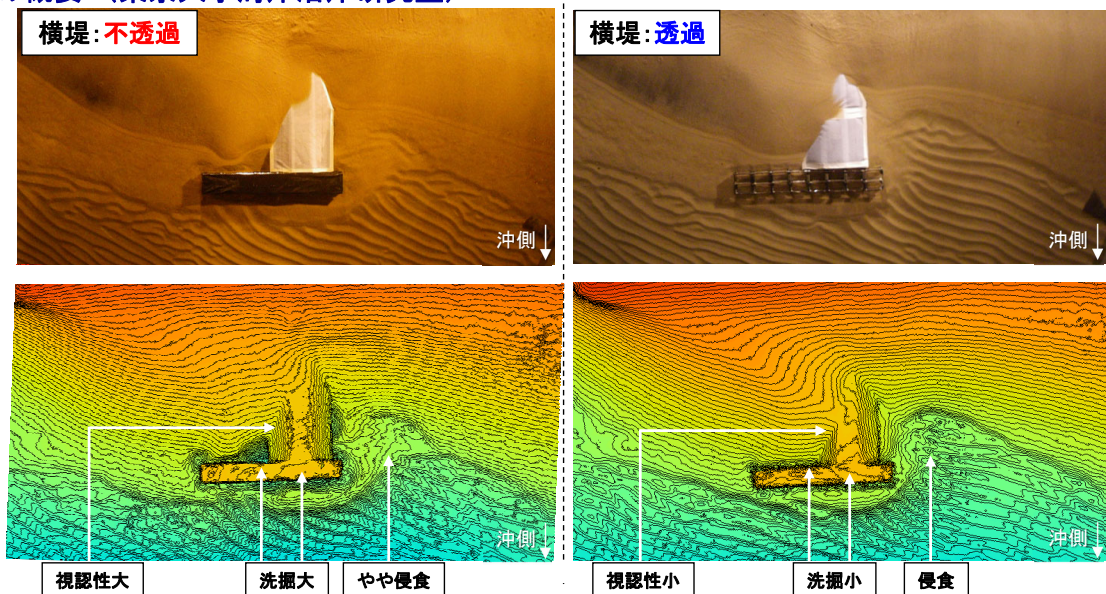 横堤:不透過
横堤:透過
沖側
沖側
沖側
沖側
視認性大
洗掘大
やや侵食
視認性小
洗掘小
侵食